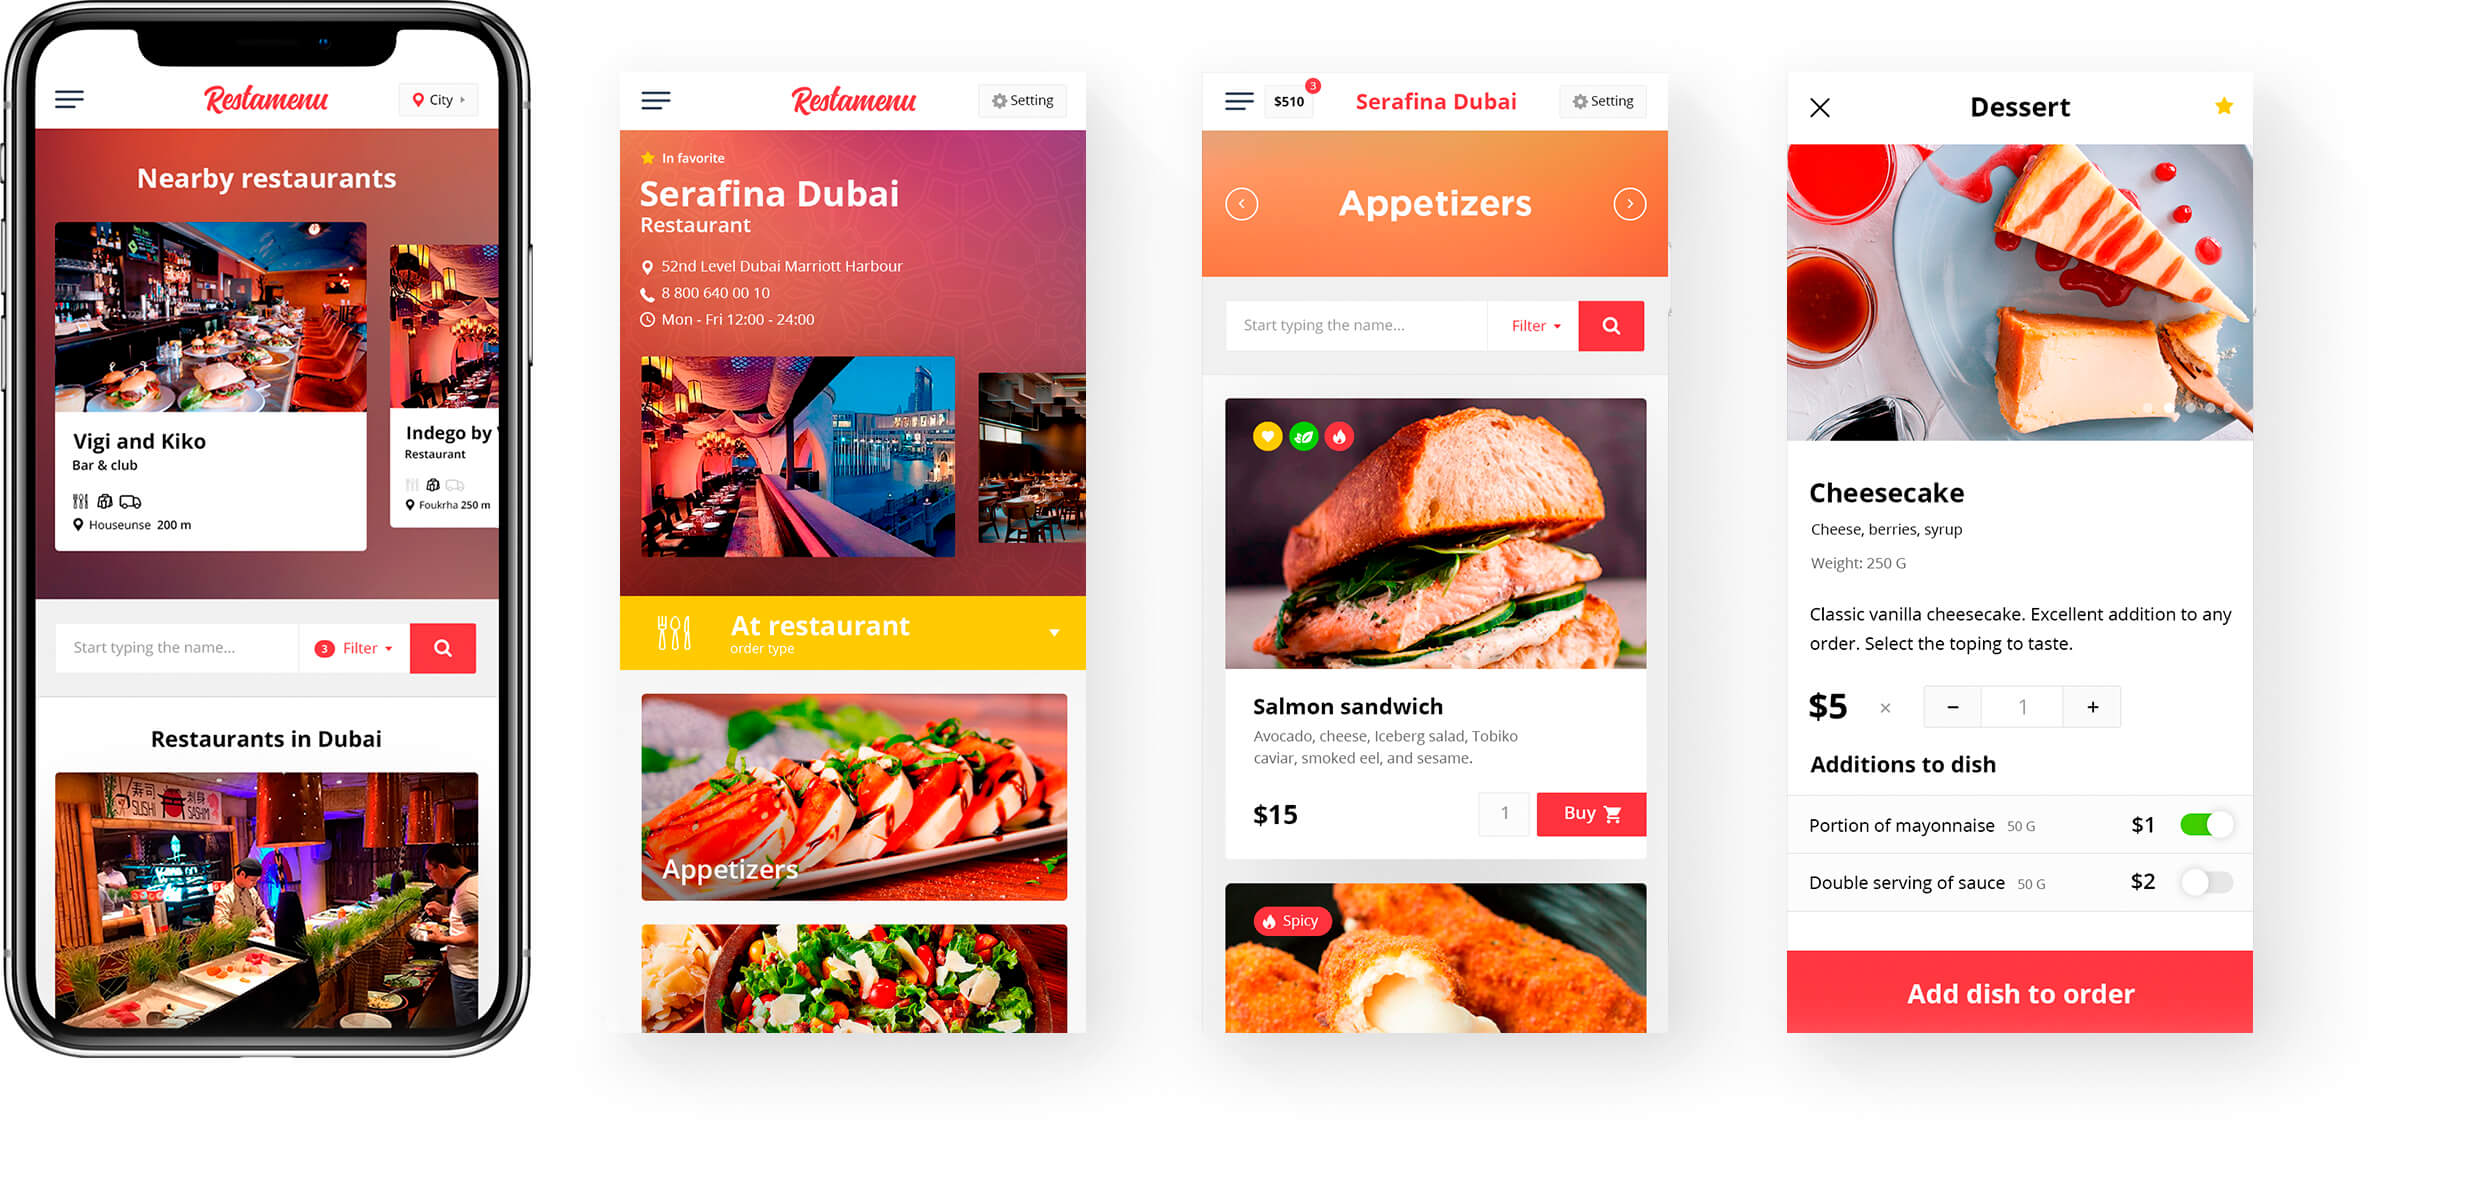 Restamenu
City
Nearby restaurants
Vigi and Kiko
Bar & club
Houseunse 200 m
Indego by
Restaurant
Foukrha 250 m
Start typing the name...
3 Filter
Restaurants in Dubai
SUSHI
SASHIMI
Restamenu
Setting
In favorite
Serafina Dubai
Restaurant
52nd Level Dubai Marriott Harbour
8 800 640 00 10
Mon - Fri 12:00 - 24:00
At restaurant
order type
Appetizers
$510
3
Serafina Dubai
Setting
Appetizers
Start typing the name...
Filter
Salmon sandwich
Avocado, cheese, Iceberg salad, Tobiko
caviar, smoked eel, and sesame.
$15
1
Buy
Spicy
Dessert
Cheesecake
Cheese, berries, syrup
Weight: 250 G
Classic vanilla cheesecake. Excellent addition to any
order. Select the toping to taste.
$5 × − 1 +
Additions to dish
Portion of mayonnaise 50 G $1
Double serving of sauce 50 G $2
Add dish to order